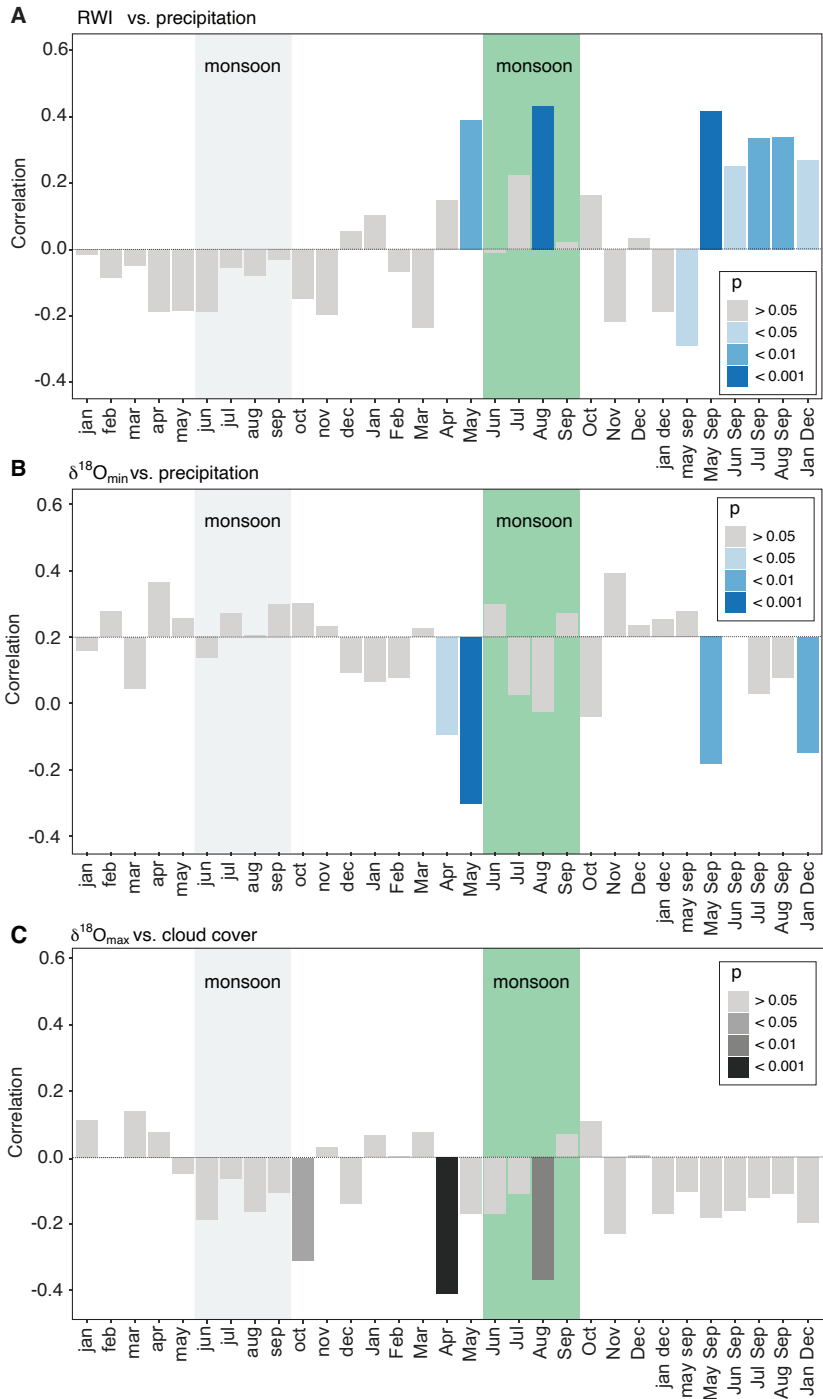 A RWI vs. precipitation
monsoon monsoon
0.6
0.4
0.2
0.0
-0.2
-0.4
Correlation
p
> 0.05
< 0.05
< 0.01
< 0.001
jan feb mar apr may jun jul aug sep oct nov dec Jan Feb Mar Apr May Jun Jul Aug Sep Oct Nov Dec jan dec may sep May Sep Jun Sep Jul Sep Aug Sep Jan Dec
B δ¹⁸Omin vs. precipitation
monsoon monsoon
0.6
0.4
0.2
0.0
-0.2
-0.4
Correlation
p
> 0.05
< 0.05
< 0.01
< 0.001
jan feb mar apr may jun jul aug sep oct nov dec Jan Feb Mar Apr May Jun Jul Aug Sep Oct Nov Dec jan dec may sep May Sep Jun Sep Jul Sep Aug Sep Jan Dec
C δ¹⁸Omax vs. cloud cover
monsoon monsoon
0.6
0.4
0.2
0.0
-0.2
-0.4
Correlation
p
> 0.05
< 0.05
< 0.01
< 0.001
jan feb mar apr may jun jul aug sep oct nov dec Jan Feb Mar Apr May Jun Jul Aug Sep Oct Nov Dec jan dec may sep May Sep Jun Sep Jul Sep Aug Sep Jan Dec